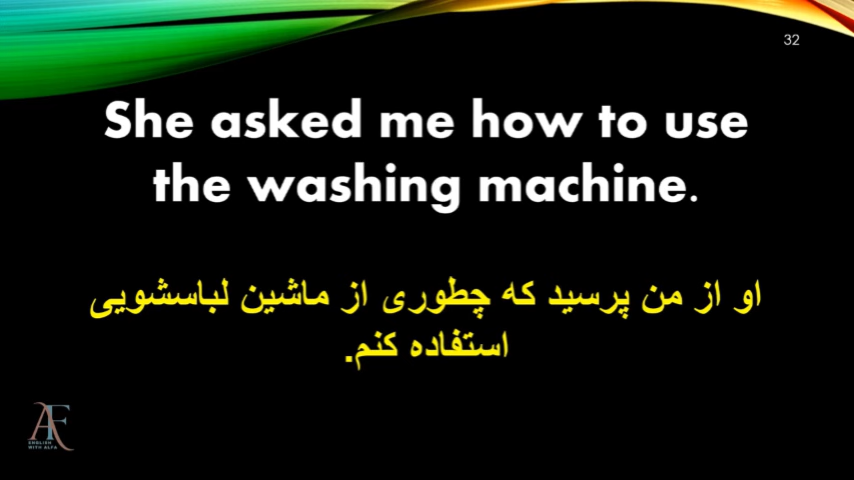 32
She asked me how to use
the washing machine.
او از من پرسید که چطوری از ماشین لباسشویی
استفاده کنم.
AF
ENGLISH
WITH ALFA